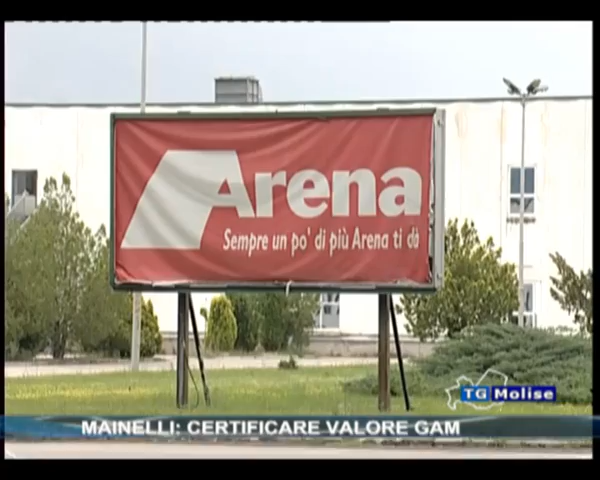 Arena
Sempre un po' di più Arena ti dà
TG Molise
MAINELLI: CERTIFICARE VALORE GAM